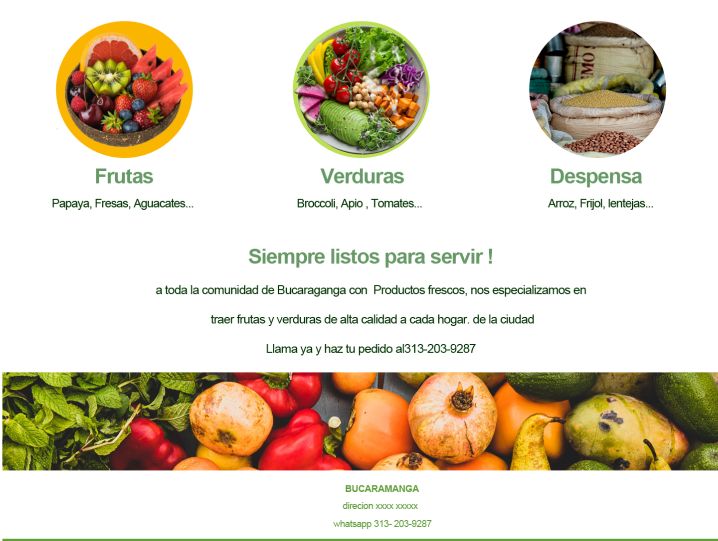 Frutas
Verduras
Despensa
Papaya, Fresas, Aguacates...
Broccoli, Apio , Tomates...
Arroz, Frijol, lentejas...
Siempre listos para servir !
a toda la comunidad de Bucaraganga con  Productos frescos, nos especializamos en
traer frutas y verduras de alta calidad a cada hogar. de la ciudad
Llama ya y haz tu pedido al313-203-9287
BUCARAMANGA
direcion xxxx xxxxx
whatsapp 313- 203-9287